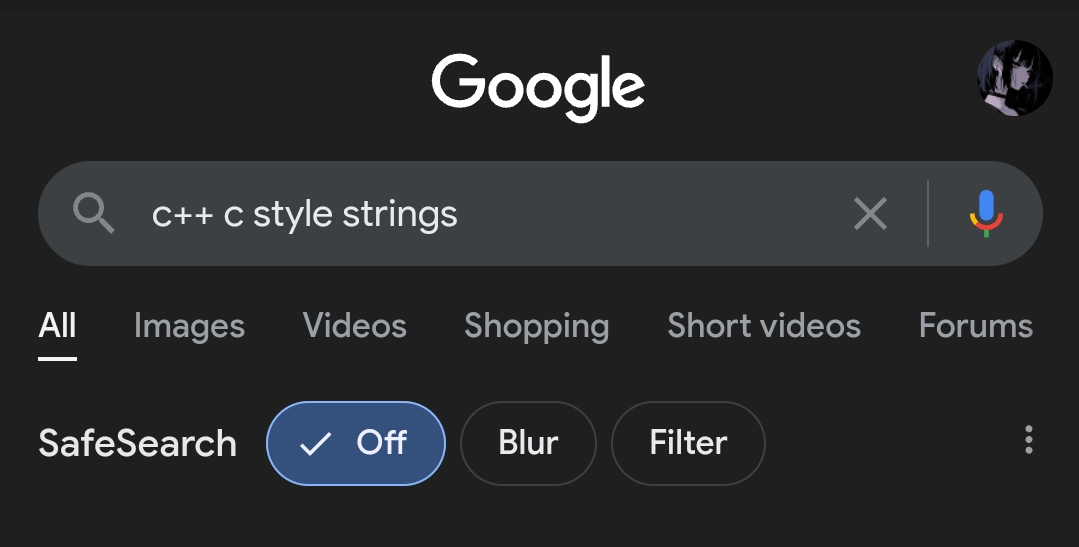 Google
c++ c style strings
All Images Videos Shopping Short videos Forums
SafeSearch Off Blur Filter